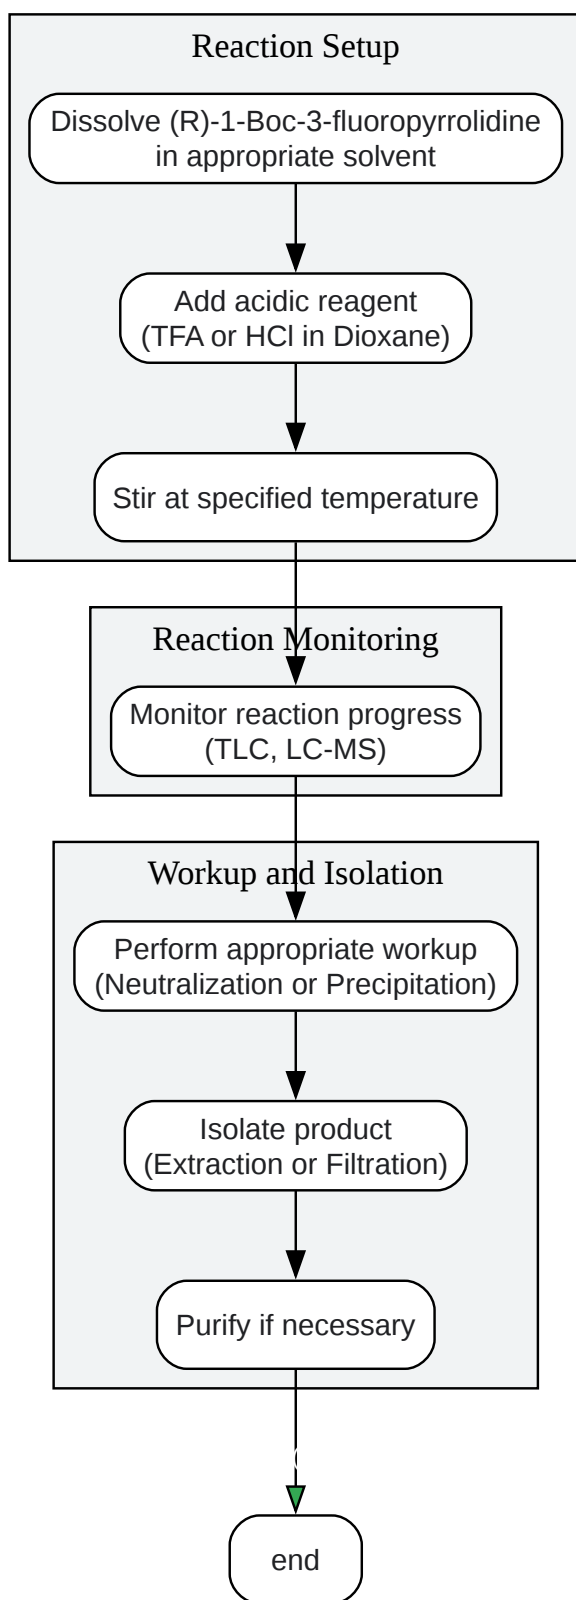 Reaction Setup
Dissolve (R)-1-Boc-3-fluoropyrrolidine
in appropriate solvent
Add acidic reagent
(TFA or HCl in Dioxane)
Stir at specified temperature
Reaction Monitoring
Monitor reaction progress
(TLC, LC-MS)
Workup and Isolation
Perform appropriate workup
(Neutralization or Precipitation)
Isolate product
(Extraction or Filtration)
Purify if necessary
end